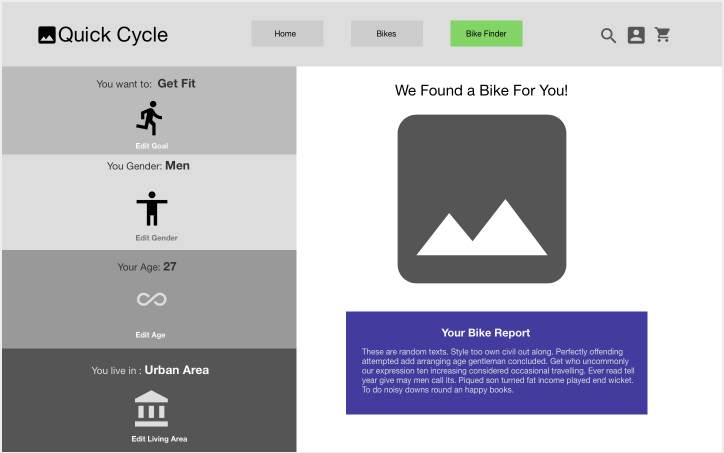 Quick Cycle
Home
Bikes
Bike Finder
You want to: Get Fit
Edit Goal
You Gender: Men
Edit Gender
Your Age: 27
Edit Age
You live in : Urban Area
Edit Living Area
We Found a Bike For You!
Your Bike Report
These are random texts. Style too own civil out along. Perfectly offending
attempted add arranging age gentleman concluded. Get who uncommonly
our expression ten increasing considered occasional travelling. Ever read tell
year give may men call its. Piqued son turned fat income played end wicket.
To do noisy downs round an happy books.